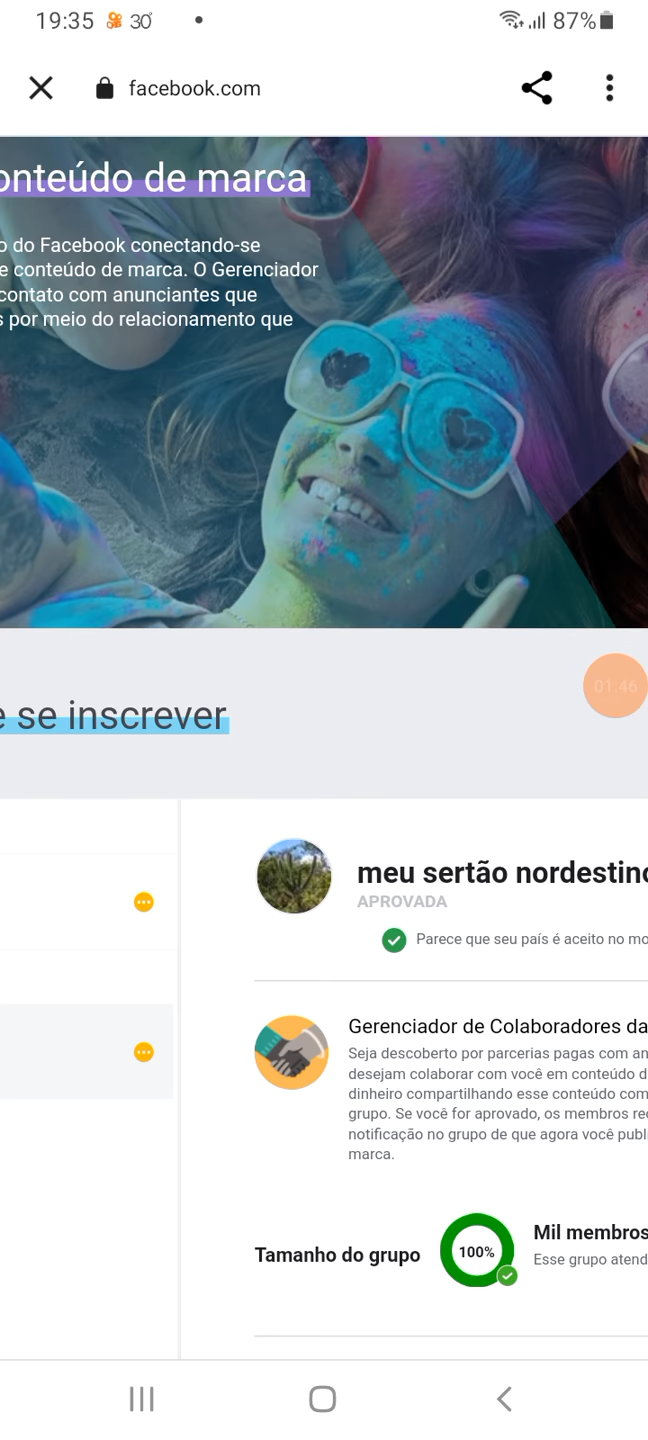 19:35 30° 87%
facebook.com
onteúdo de marca
o do Facebook conectando-se
e conteúdo de marca. O Gerenciador
contato com anunciantes que
s por meio do relacionamento que
01:46
e se inscrever
meu sertão nordestino
APROVADA
Parece que seu país é aceito no mo
Gerenciador de Colaboradores da
Seja descoberto por parcerias pagas com an
desejam colaborar com você em conteúdo d
dinheiro compartilhando esse conteúdo com
grupo. Se você for aprovado, os membros re
notificação no grupo de que agora você publ
marca.
Tamanho do grupo
100%
Mil membros
Esse grupo atend